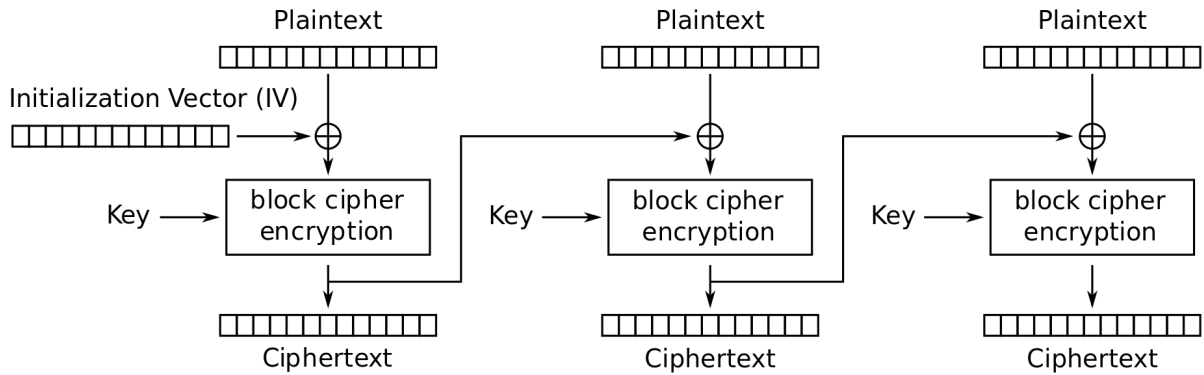 Plaintext
Plaintext
Plaintext
Initialization Vector (IV)
Key
block cipher
encryption
Key
block cipher
encryption
Key
block cipher
encryption
Ciphertext
Ciphertext
Ciphertext